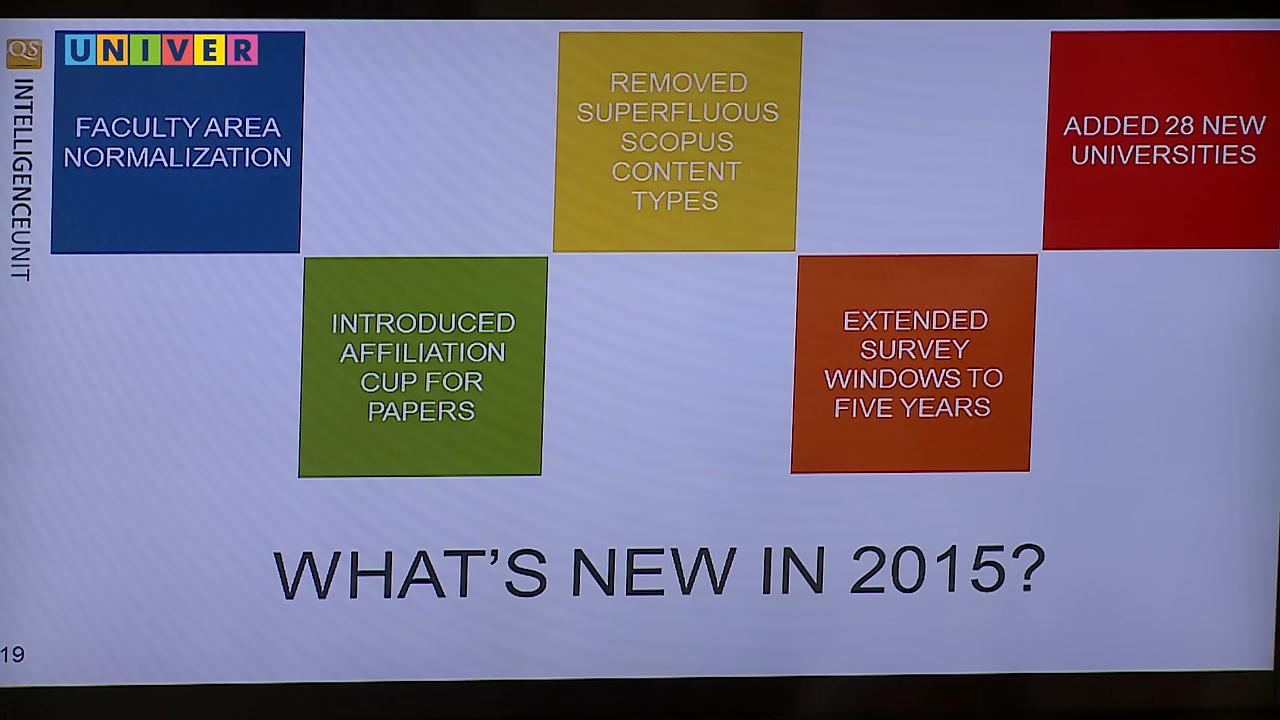 QS
INTELLIGENCEUNIT
UNIVER
FACULTY AREA
NORMALIZATION
INTRODUCED
AFFILIATION
CUP FOR
PAPERS
REMOVED
SUPERFLUOUS
SCOPUS
CONTENT
TYPES
EXTENDED
SURVEY
WINDOWS TO
FIVE YEARS
ADDED 28 NEW
UNIVERSITIES
WHAT'S NEW IN 2015?
19